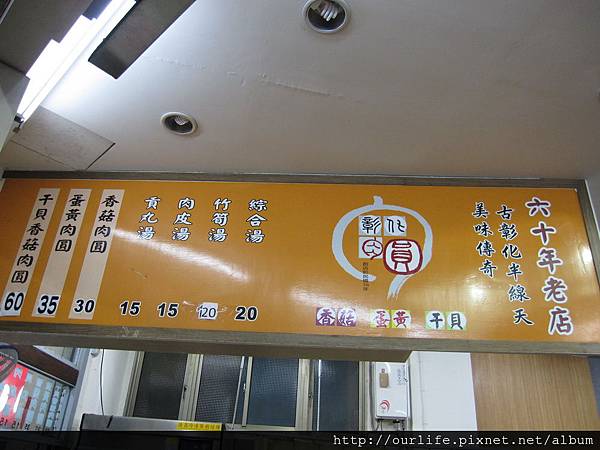 六十年老店
古彰化半線天
美味傳奇
彰化
肉圓
香菇 蛋黃 干貝
綜合湯 20
竹筍湯 20
肉皮湯 15
貢丸湯 15
香菇肉圓 30
蛋黃肉圓 35
干貝香菇肉圓 60
http://ourlife.pixnet.net/album